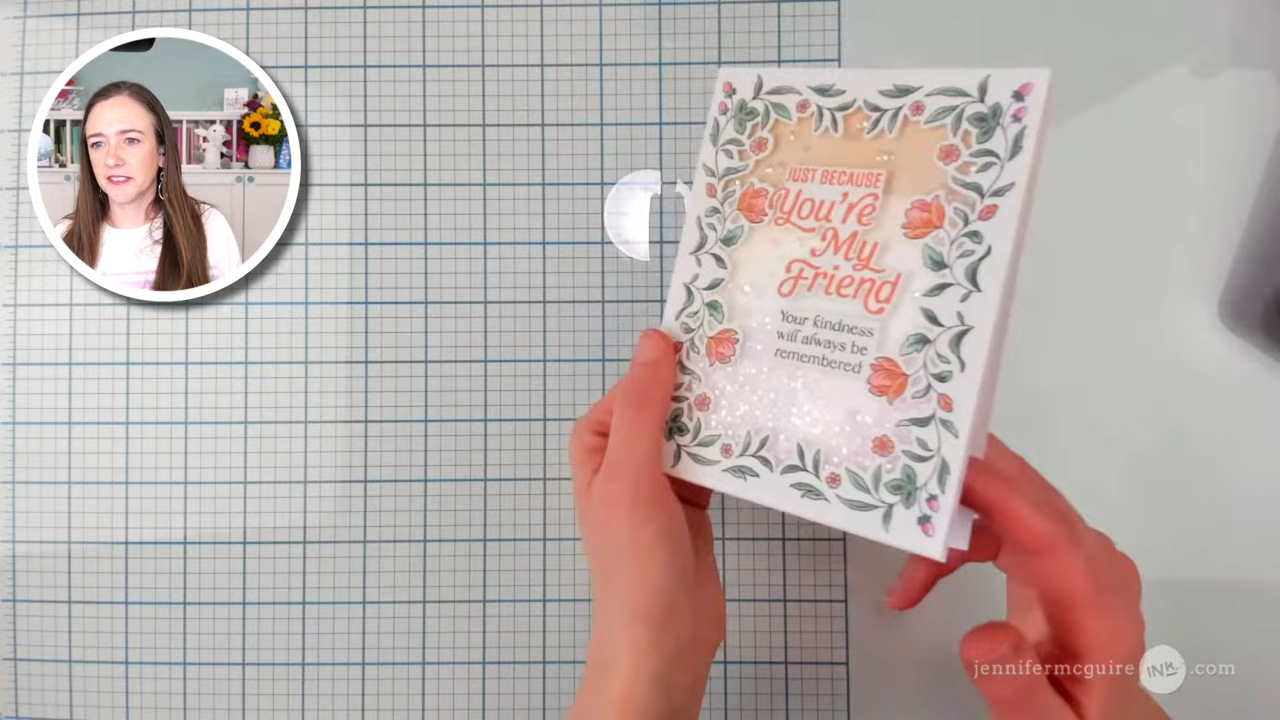 JUST BECAUSE
You're
My
Friend
Your kindness
will always be
remembered
jennifermcguire INK .com